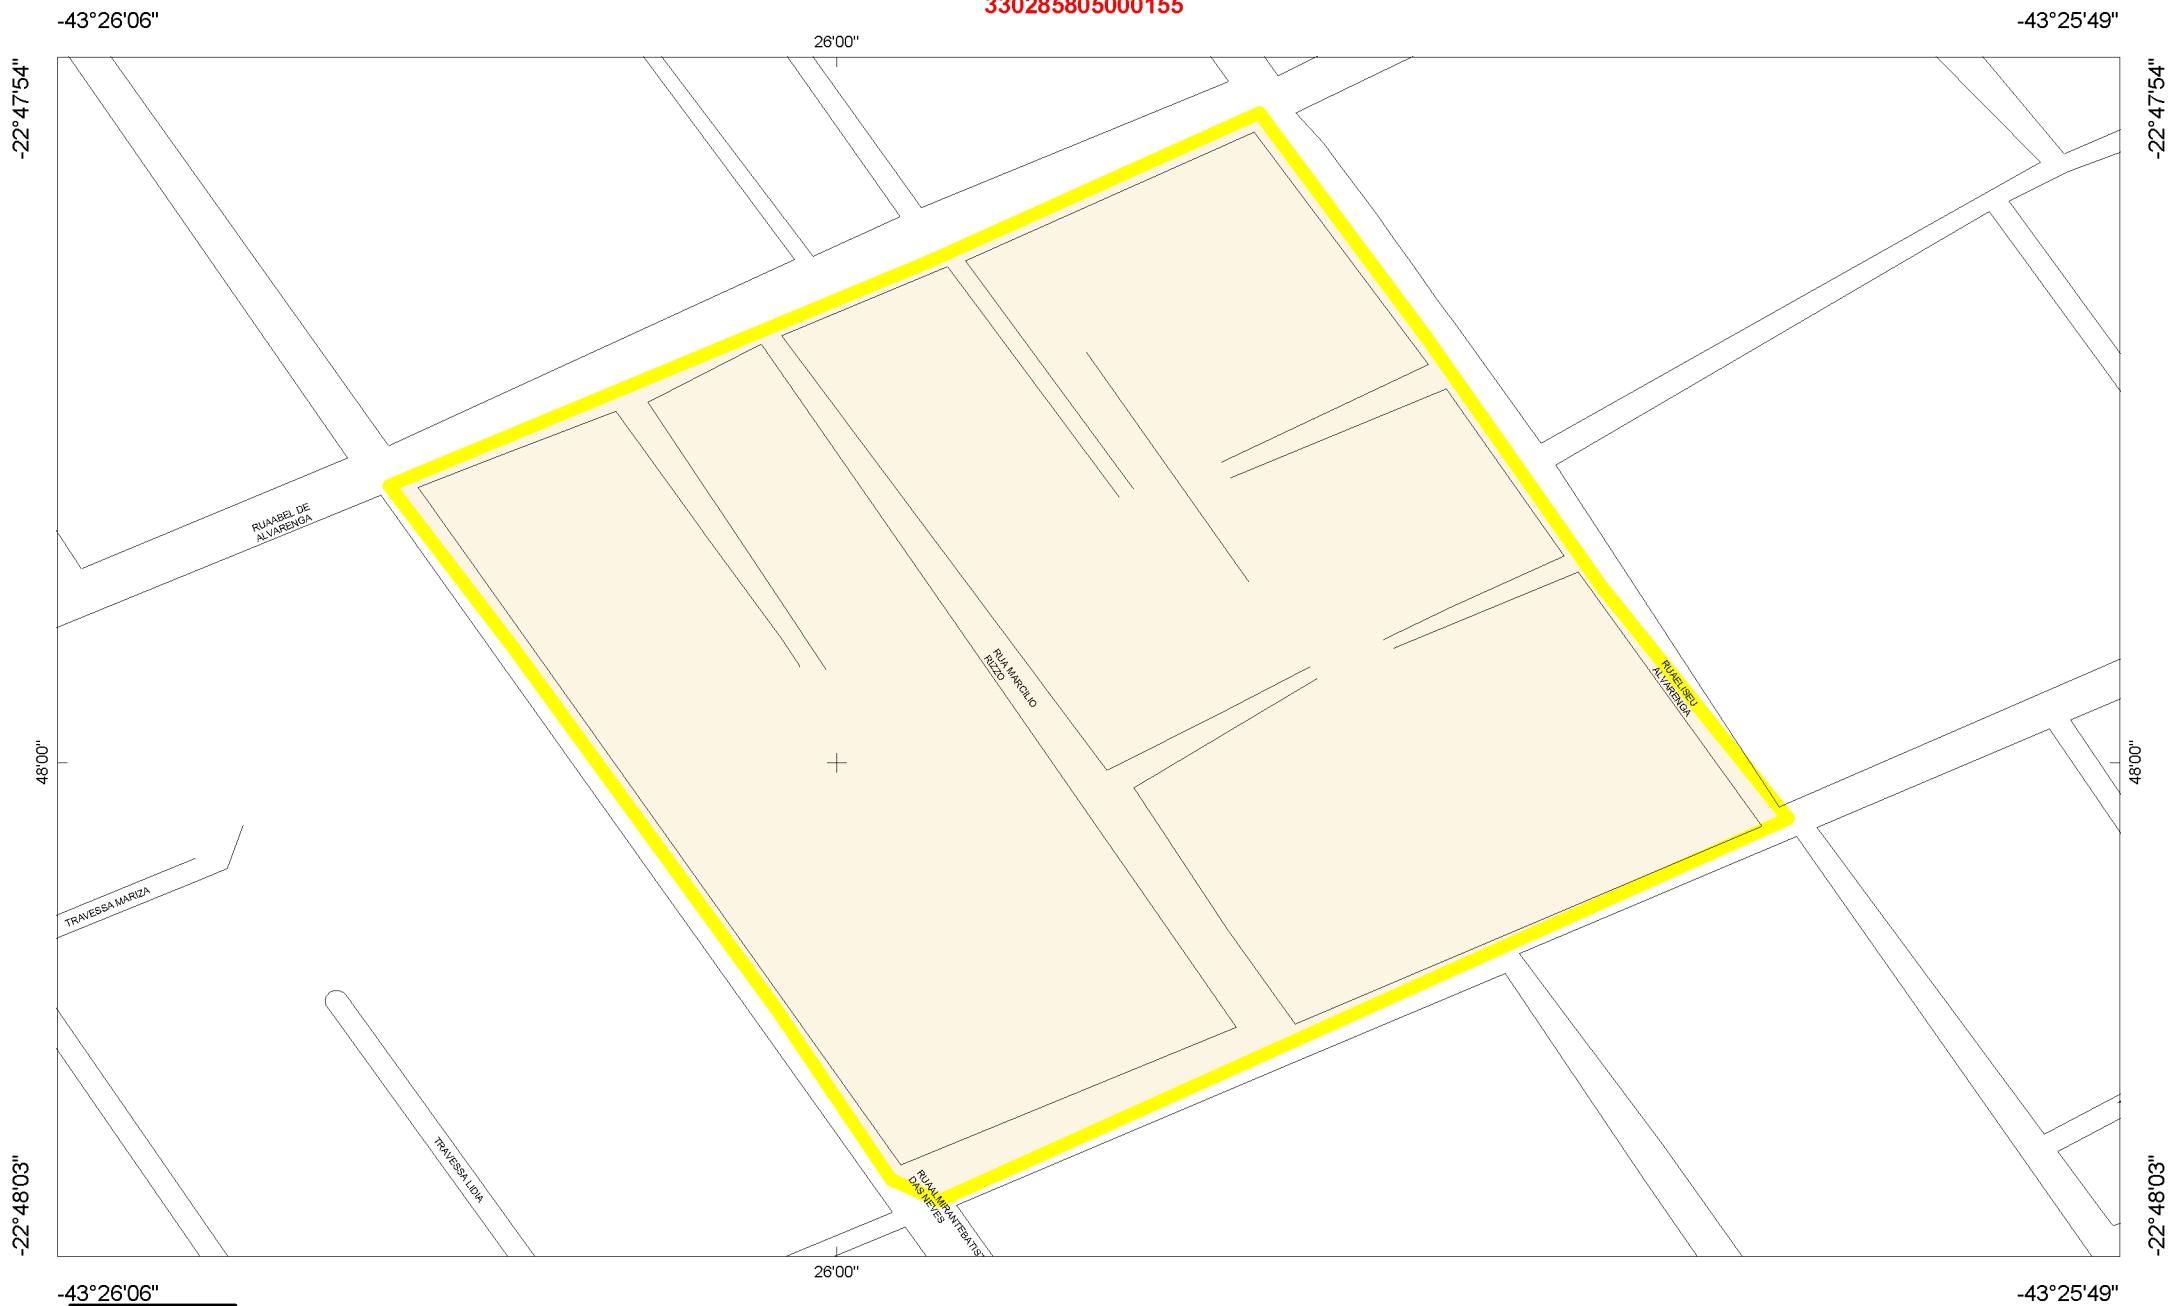 330285805000155
-43°26'06"
-43°25'49"
26'00"
-22°47'54"
-22°47'54"
RUAABEL DE
ALVARENGA
RUA MARCILIO
RIZZO
RUAELISEU
ALVARENGA
48'00"
48'00"
TRAVESSA MARIZA
TRAVESSA LIDIA
RUAALMIRANTEBATIST
DAS NEVES
-22°48'03"
-22°48'03"
26'00"
-43°26'06"
-43°25'49"